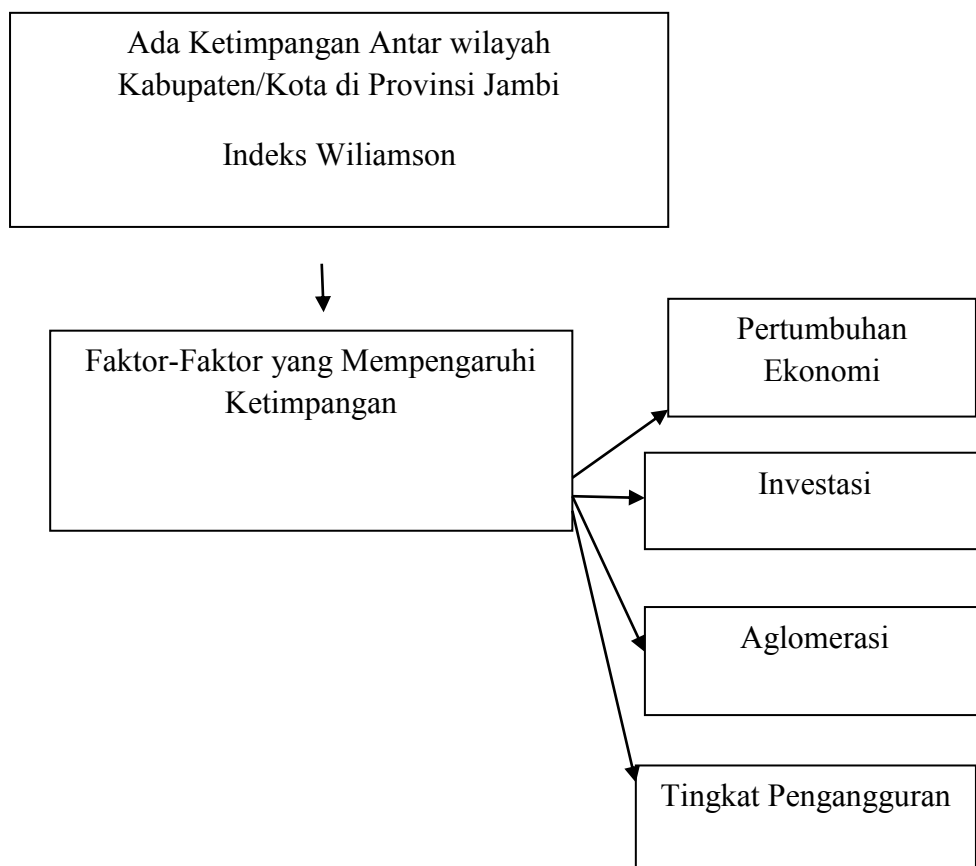 Ada Ketimpangan Antar wilayah
Kabupaten/Kota di Provinsi Jambi
Indeks Wiliamson
Faktor-Faktor yang Mempengaruhi
Ketimpangan
Pertumbuhan
Ekonomi
Investasi
Aglomerasi
Tingkat Pengangguran